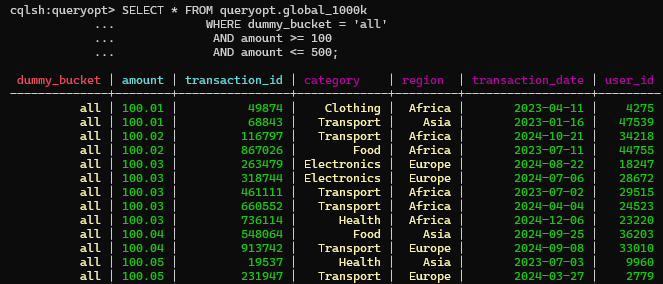 cqlsh:queryopt> SELECT * FROM queryopt.global_1000k
... WHERE dummy_bucket = 'all'
... AND amount >= 100
... AND amount <= 500;
dummy_bucket | amount | transaction_id | category | region | transaction_date | user_id
all | 100.01 | 49874 | Clothing | Africa | 2023-04-11 | 4275
all | 100.01 | 68843 | Transport | Asia | 2023-01-16 | 47539
all | 100.02 | 116797 | Transport | Africa | 2024-10-21 | 34218
all | 100.02 | 867026 | Food | Africa | 2023-07-11 | 44755
all | 100.03 | 263479 | Electronics | Europe | 2024-08-22 | 18247
all | 100.03 | 318744 | Electronics | Europe | 2024-07-06 | 28672
all | 100.03 | 461111 | Transport | Africa | 2023-07-02 | 29515
all | 100.03 | 660552 | Transport | Africa | 2024-04-04 | 24523
all | 100.03 | 736114 | Health | Africa | 2024-12-06 | 23220
all | 100.04 | 548064 | Food | Asia | 2024-09-25 | 36203
all | 100.04 | 913742 | Transport | Europe | 2024-09-08 | 33010
all | 100.05 | 19537 | Health | Asia | 2023-07-03 | 9960
all | 100.05 | 231947 | Transport | Europe | 2024-03-27 | 2779